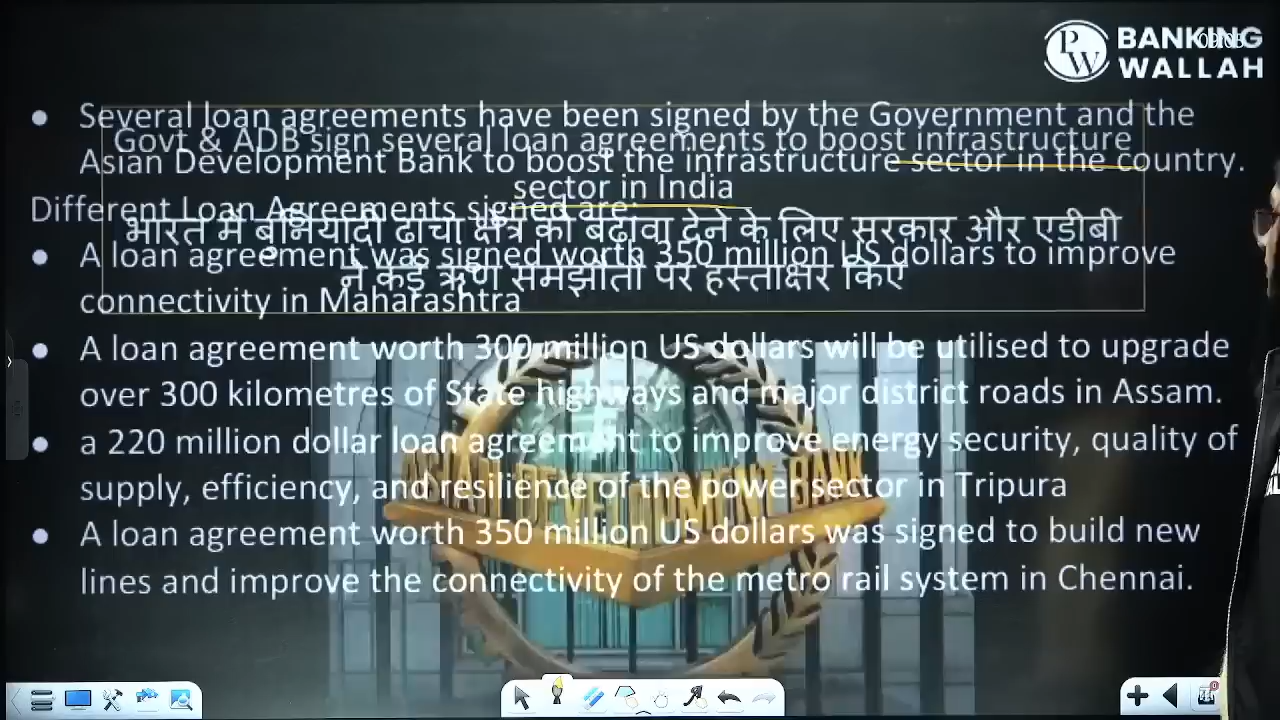 PW BANKING WALLAH
Several loan agreements have been signed by the Government and the
Govt & ADB sign several loan agreements to boost infrastructure
Asian Development Bank to boost the infrastructure sector in the country.
sector in India
Different Loan Agreements signed are:
भारत में बुनियादी ढांचा क्षेत्र को बढ़ावा देने के लिए सरकार और एडीबी
A loan agreement was signed worth 350 million US dollars to improve
ने कई ऋण समझौतों पर हस्ताक्षर किए
connectivity in Maharashtra
A loan agreement worth 300 million US dollars will be utilised to upgrade
over 300 kilometres of State highways and major district roads in Assam.
a 220 million dollar loan agreement to improve energy security, quality of
ASIAN DEVELOPMENT BANK
supply, efficiency, and resilience of the power sector in Tripura
A loan agreement worth 350 million US dollars was signed to build new
lines and improve the connectivity of the metro rail system in Chennai.